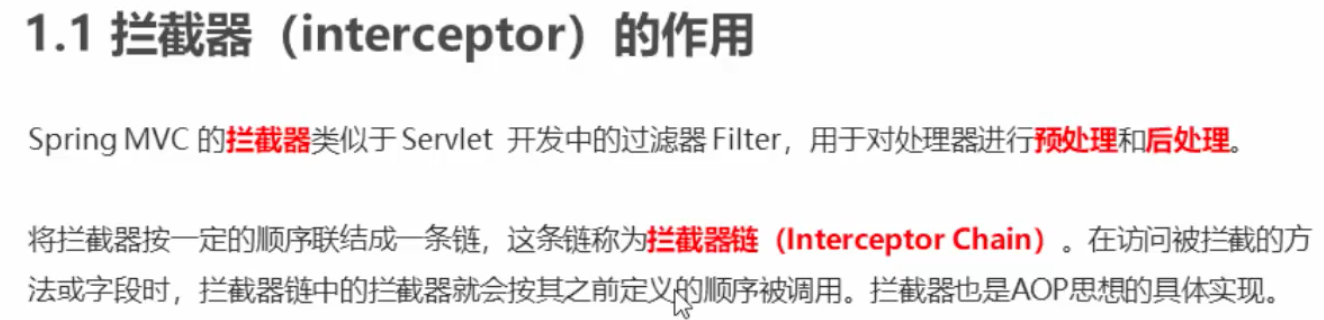 1.1 拦截器（interceptor）的作用
Spring MVC 的拦截器类似于 Servlet 开发中的过滤器 Filter，用于对处理器进行预处理和后处理。
将拦截器按一定的顺序联结成一条链，这条链称为拦截器链（Interceptor Chain）。在访问被拦截的方
法或字段时，拦截器链中的拦截器就会按其之前定义的顺序被调用。拦截器也是AOP思想的具体实现。